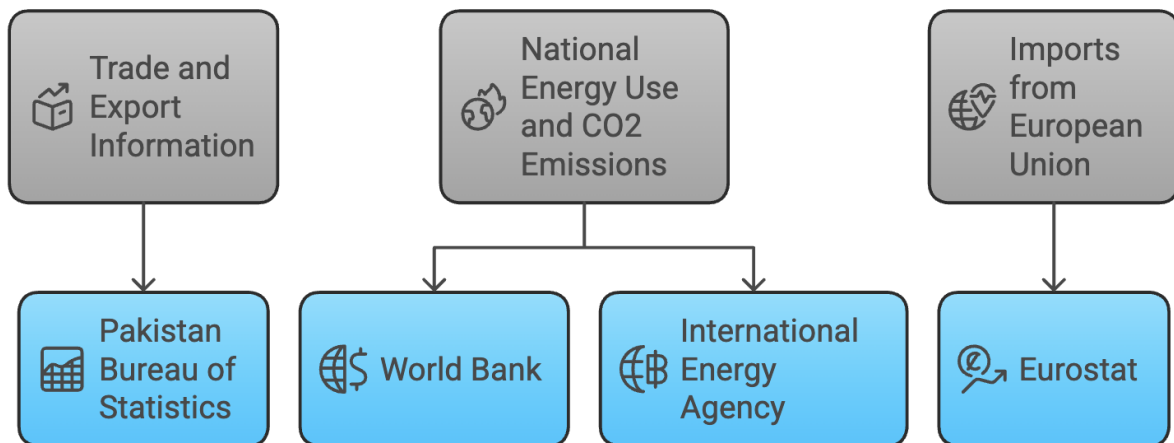 Trade and
Export
Information
National
Energy Use
and CO2
Emissions
Imports
from
European
Union
Pakistan
Bureau of
Statistics
World Bank
International
Energy
Agency
Eurostat